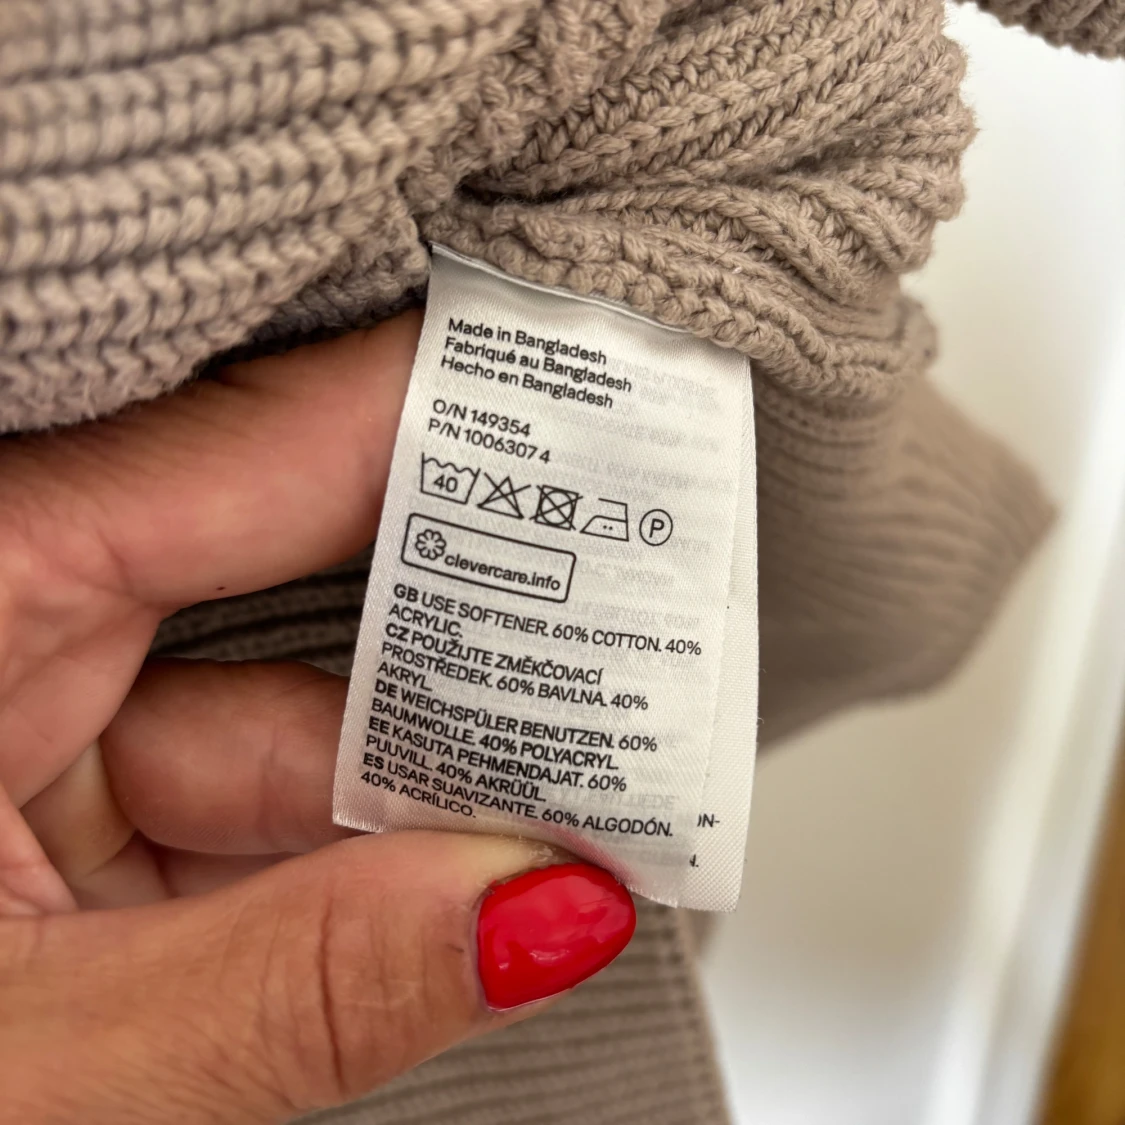 Made in Bangladesh
Fabriqué au Bangladesh
Hecho en Bangladesh
O/N 149354
P/N 10063074
40
P
clevercare.info
GB USE SOFTENER. 60% COTTON. 40%
ACRYLIC.
CZ POUŽIJTE ZMĚKČOVACÍ
PROSTŘEDEK. 60% BAVLNA. 40%
AKRYL.
DE WEICHSPÜLER BENUTZEN. 60%
BAUMWOLLE. 40% POLYACRYL.
EE KASUTA PEHMENDAJAT. 60%
PUUVILL. 40% AKRÜÜL.
ES USAR SUAVIZANTE. 60% ALGODÓN.
40% ACRÍLICO.